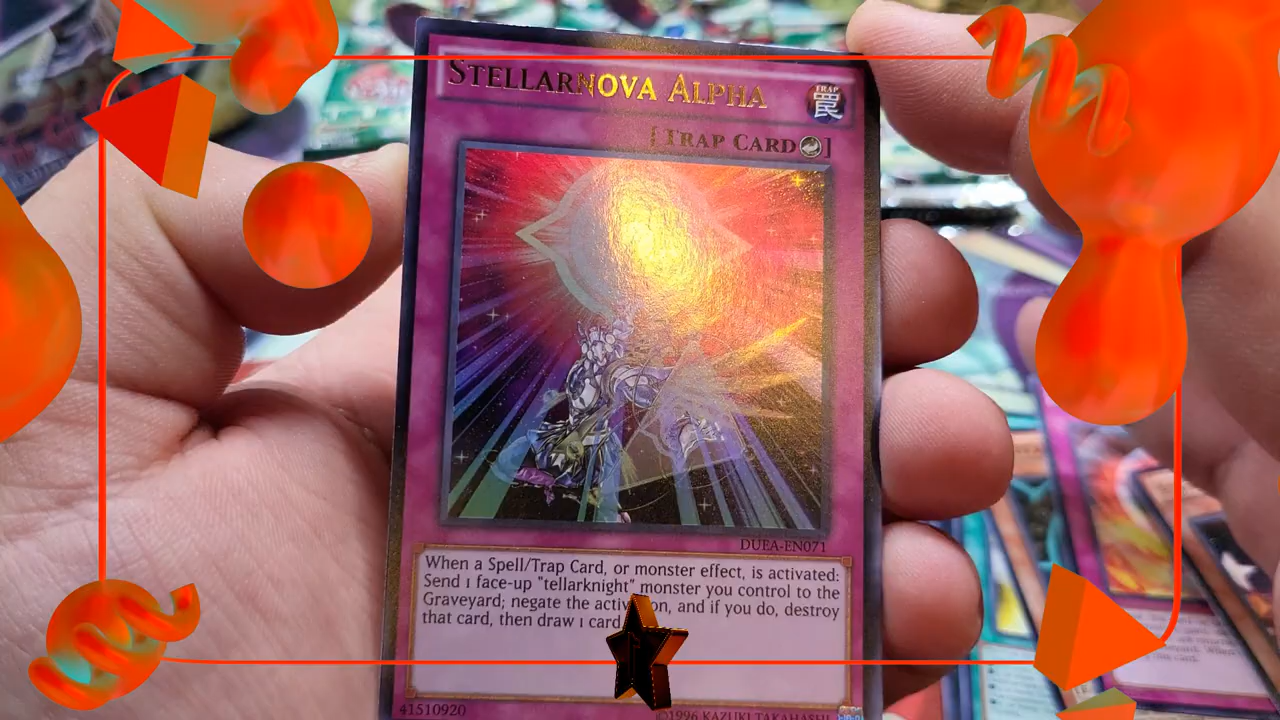 STELLARNOVA ALPHA
TRAP
罠
[TRAP CARD]
DUEA-EN071
When a Spell/Trap Card, or monster effect, is activated:
Send 1 face-up "tellarknight" monster you control to the
Graveyard; negate the activation, and if you do, destroy
that card, then draw 1 card.
41510920
©1996 KAZUKI TAKAHASHI